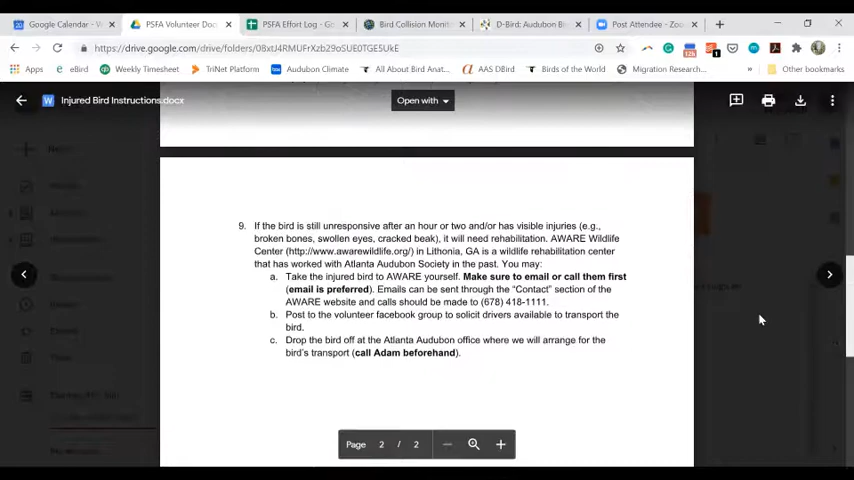 Google Calendar - W
PSFA Volunteer Doc
PSFA Effort Log - Go
Bird Collision Monit
D-Bird: Audubon Bi
Post Attendee - Zoo
https://drive.google.com/drive/folders/08xtJ4RMUFrXzb29oSUE0TGE5UkE
Apps
eBird
Weekly Timesheet
TriNet Platform
Audubon Climate
All About Bird Anat...
AAS DBird
Birds of the World
Migration Research...
Other bookmarks
Injured Bird Instructions.docx
Open with
9. If the bird is still unresponsive after an hour or two and/or has visible injuries (e.g.,
broken bones, swollen eyes, cracked beak), it will need rehabilitation. AWARE Wildlife
Center (http://www.awarewildlife.org/) in Lithonia, GA is a wildlife rehabilitation center
that has worked with Atlanta Audubon Society in the past. You may:
a. Take the injured bird to AWARE yourself. Make sure to email or call them first
(email is preferred). Emails can be sent through the “Contact” section of the
AWARE website and calls should be made to (678) 418-1111.
b. Post to the volunteer facebook group to solicit drivers available to transport the
bird.
c. Drop the bird off at the Atlanta Audubon office where we will arrange for the
bird's transport (call Adam beforehand).
Page 2 / 2